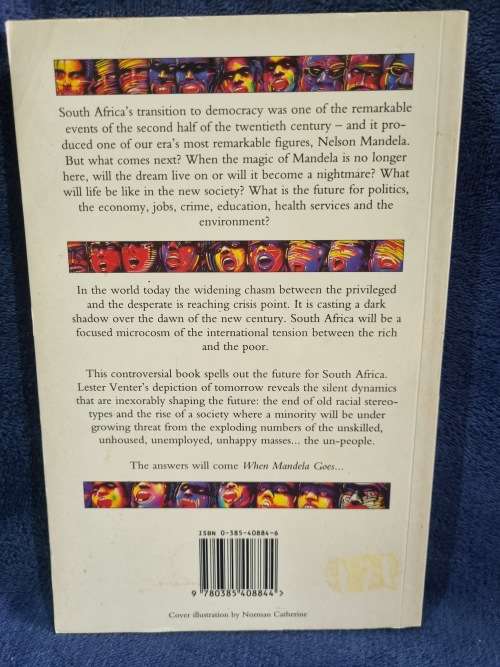 South Africa's transition to democracy was one of the remarkable
events of the second half of the twentieth century – and it pro-
duced one of our era's most remarkable figures, Nelson Mandela.
But what comes next? When the magic of Mandela is no longer
here, will the dream live on or will it become a nightmare? What
will life be like in the new society? What is the future for politics,
the economy, jobs, crime, education, health services and the
environment?
In the world today the widening chasm between the privileged
and the desperate is reaching crisis point. It is casting a dark
shadow over the dawn of the new century. South Africa will be a
focused microcosm of the international tension between the rich
and the poor.
This controversial book spells out the future for South Africa.
Lester Venter's depiction of tomorrow reveals the silent dynamics
that are inexorably shaping the future: the end of old racial stereo-
types and the rise of a society where a minority will be under
growing threat from the exploding numbers of the unskilled,
unhoused, unemployed, unhappy masses... the un-people.
The answers will come When Mandela Goes...
ISBN 0-385-40884-6
9 780385 408844 >
Cover illustration by Norman Catherine